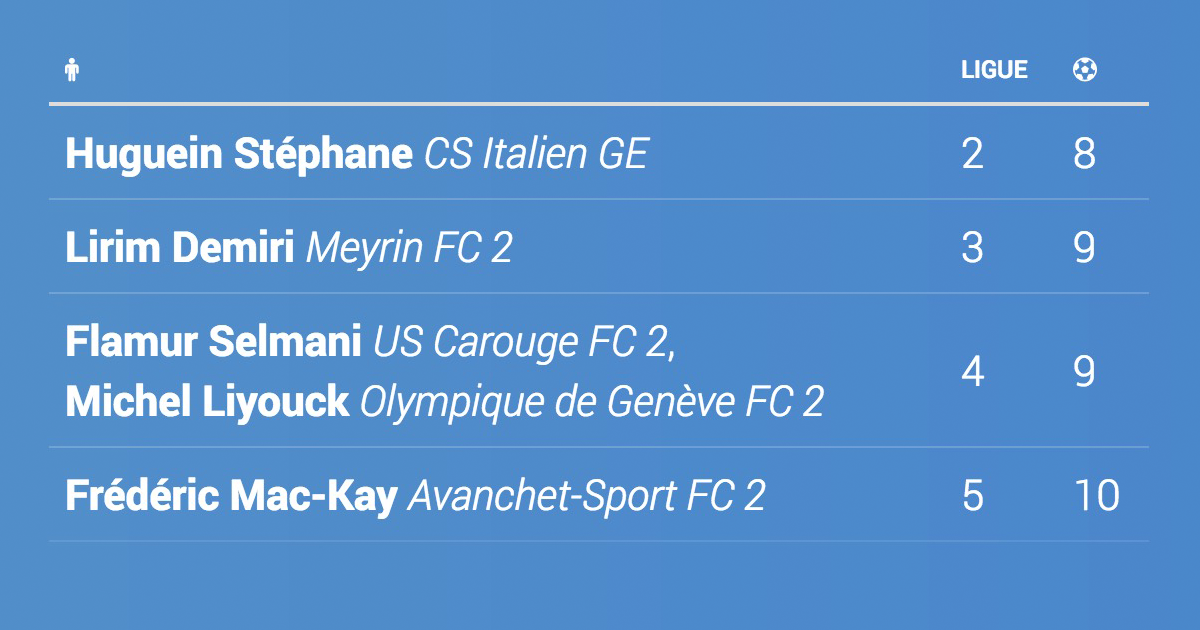 LIGUE
Huguein Stéphane CS Italien GE 2 8
Lirim Demiri Meyrin FC 2 3 9
Flamur Selmani US Carouge FC 2,
Michel Liyouck Olympique de Genève FC 2 4 9
Frédéric Mac-Kay Avanchet-Sport FC 2 5 10